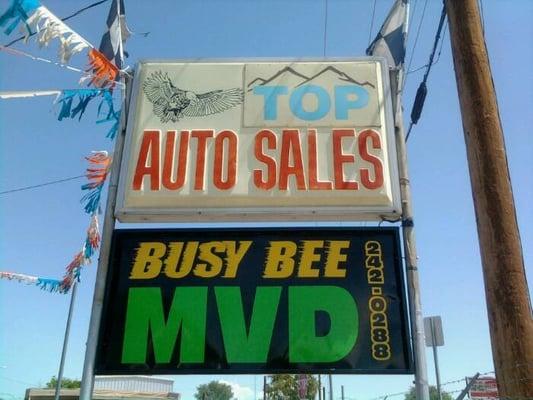 TOP
AUTO SALES
BUSY BEE
MVD
242-0288